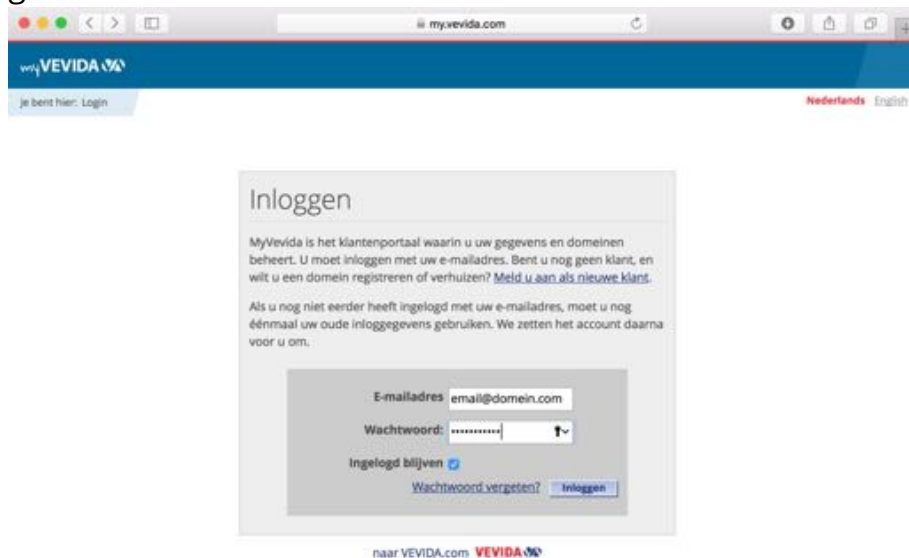 g
my.vevida.com
myVEVIDA
je bent hier: Login
Nederlands English
Inloggen
MyVevida is het klantenportaal waarin u uw gegevens en domeinen
beheert. U moet inloggen met uw e-mailadres. Bent u nog geen klant, en
wilt u een domein registreren of verhuizen? Meld u aan als nieuwe klant.
Als u nog niet eerder heeft ingelogd met uw e-mailadres, moet u nog
éénmaal uw oude inloggegevens gebruiken. We zetten het account daarna
voor u om.
E-mailadres email@domein.com
Wachtwoord: •••••••••••
Ingelogd blijven
Wachtwoord vergeten? Inloggen
naar VEVIDA.com VEVIDA